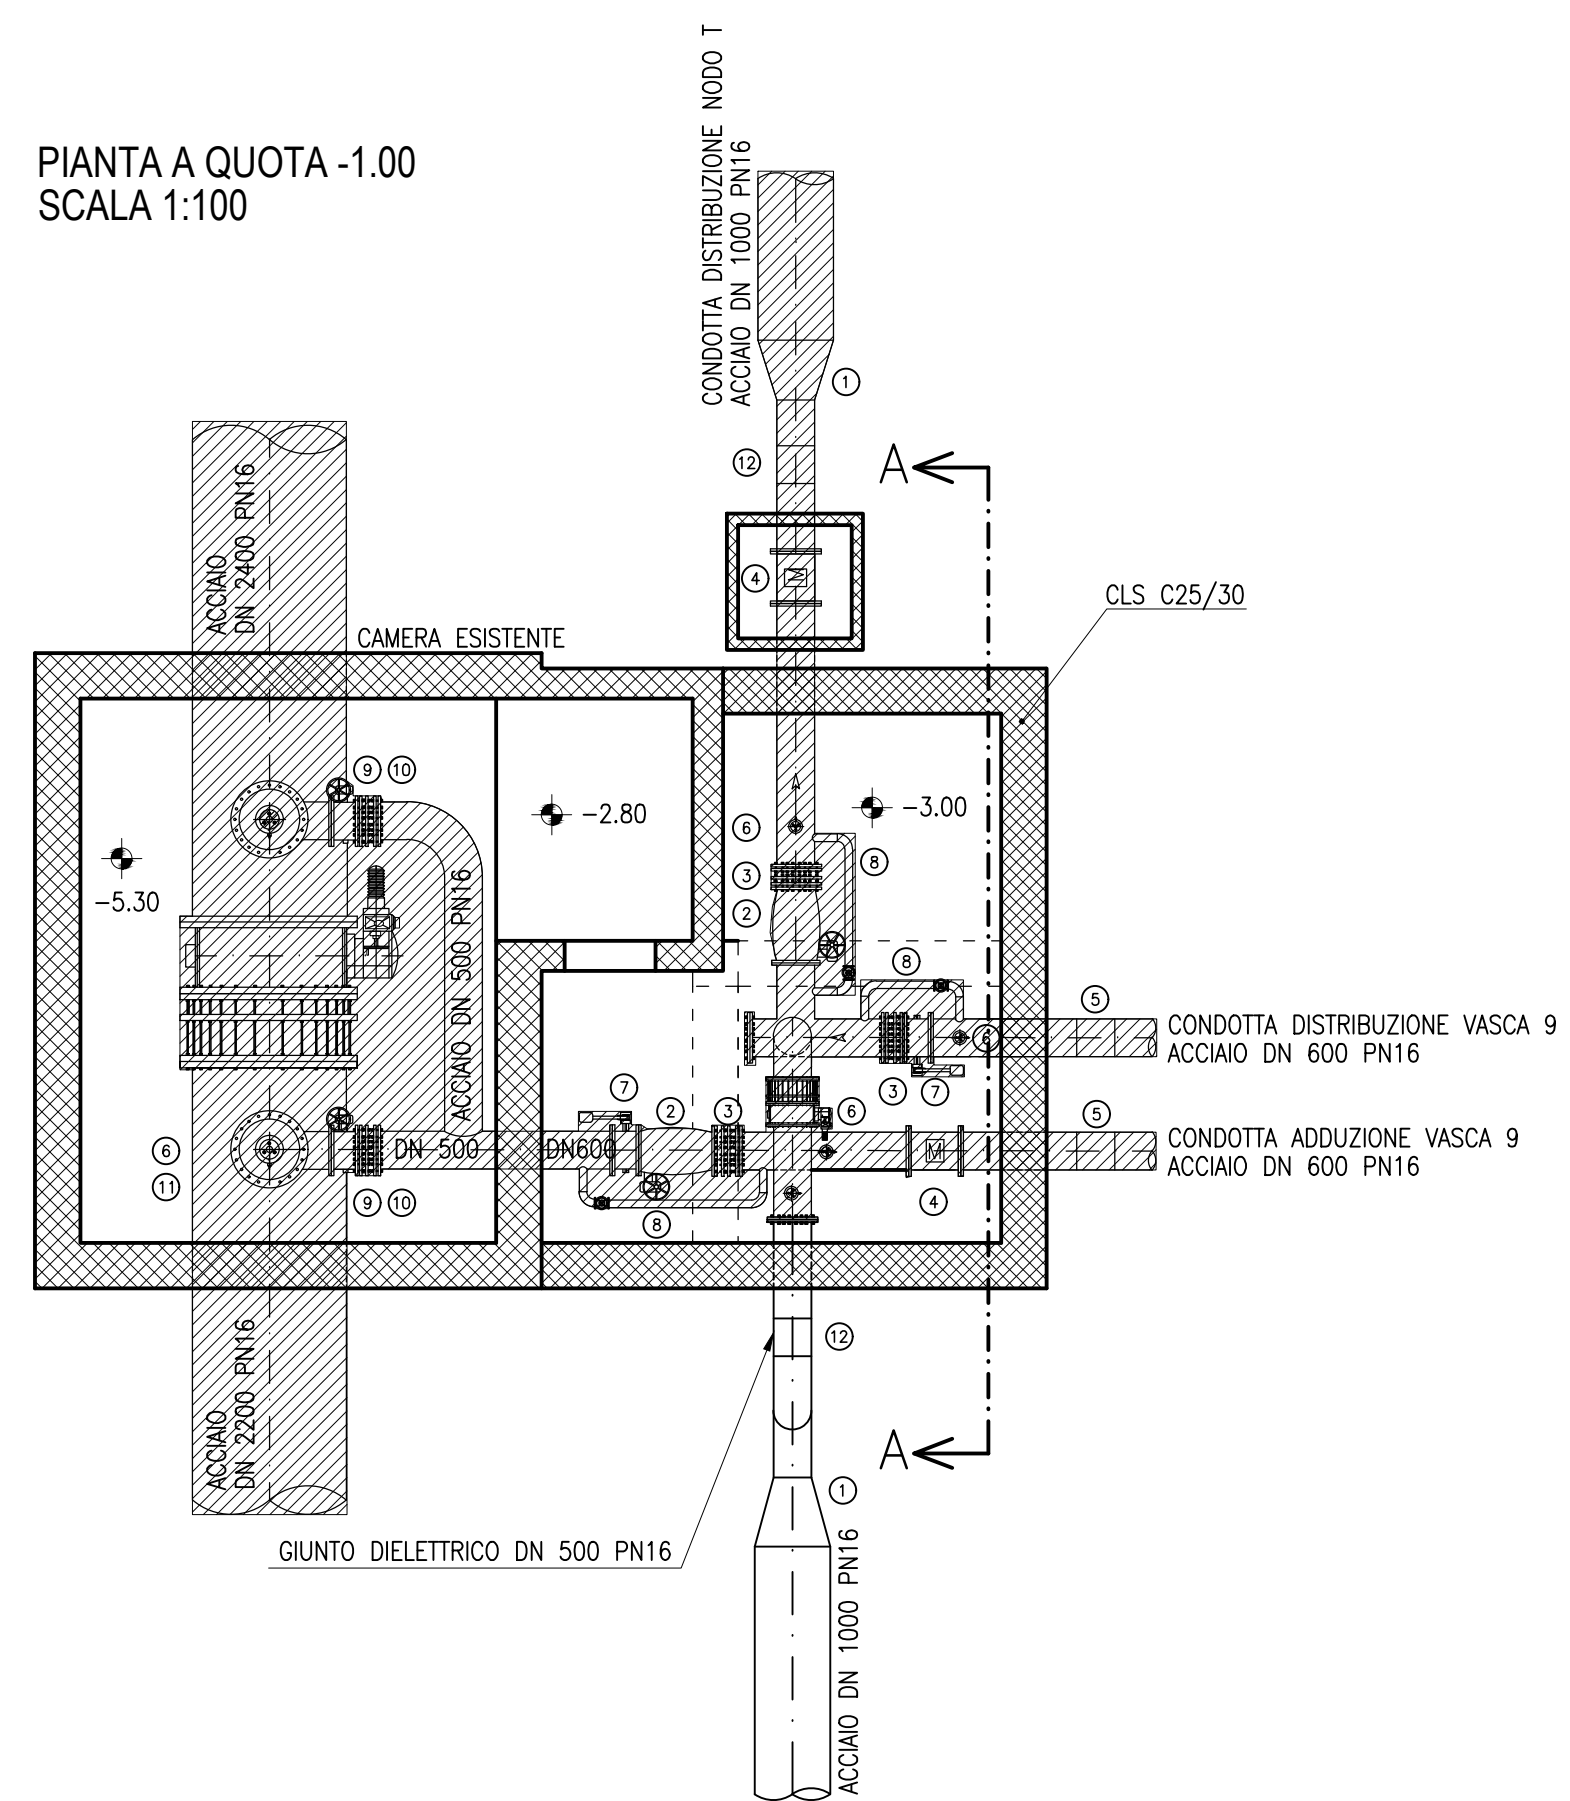 PIANTA A QUOTA -1.00
SCALA 1:100
CONDOTTA DISTRIBUZIONE NODO T
ACCIAIO DN 1000 PN16
1
12
A
4
CLS C25/30
ACCIAIO
DN 2400 PN16
CAMERA ESISTENTE
9 10
-5.30
-2.80
-3.00
6
8
3
2
ACCIAIO DN 500 PN16
8
5
6
CONDOTTA DISTRIBUZIONE VASCA 9
ACCIAIO DN 600 PN16
3
7
7
2
3
6
5
CONDOTTA ADDUZIONE VASCA 9
ACCIAIO DN 600 PN16
6
11
DN 500
DN600
M
M
9 10
8
4
12
ACCIAIO
DN 2200 PN16
A
1
GIUNTO DIELETTRICO DN 500 PN16
ACCIAIO DN 1000 PN16